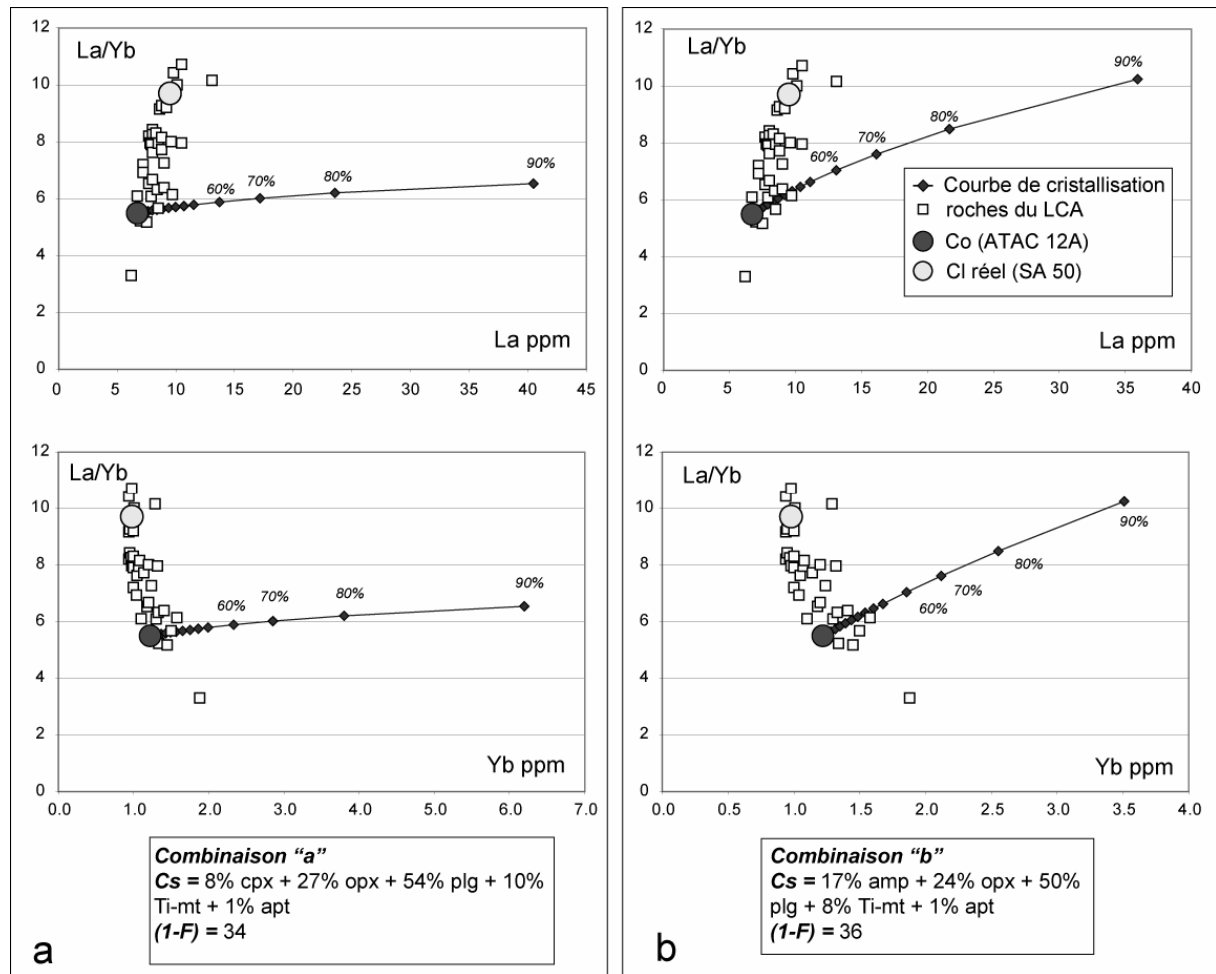 La/Yb
12
10
8
6
4
2
0
60%
70%
80%
90%
La ppm
0 5 10 15 20 25 30 35 40 45
La/Yb
12
10
8
6
4
2
0
60%
70%
80%
90%
Yb ppm
0.0 1.0 2.0 3.0 4.0 5.0 6.0 7.0
Combinaison “a”
Cs = 8% cpx + 27% opx + 54% plg + 10%
Ti-mt + 1% apt
(1-F) = 34
a
La/Yb
12
10
8
6
4
2
0
60%
70%
80%
90%
Courbe de cristallisation
roches du LCA
Co (ATAC 12A)
Cl réel (SA 50)
La ppm
0 5 10 15 20 25 30 35 40
La/Yb
12
10
8
6
4
2
0
60%
70%
80%
90%
Yb ppm
0.0 0.5 1.0 1.5 2.0 2.5 3.0 3.5 4.0
Combinaison “b”
Cs = 17% amp + 24% opx + 50%
plg + 8% Ti-mt + 1% apt
(1-F) = 36
b